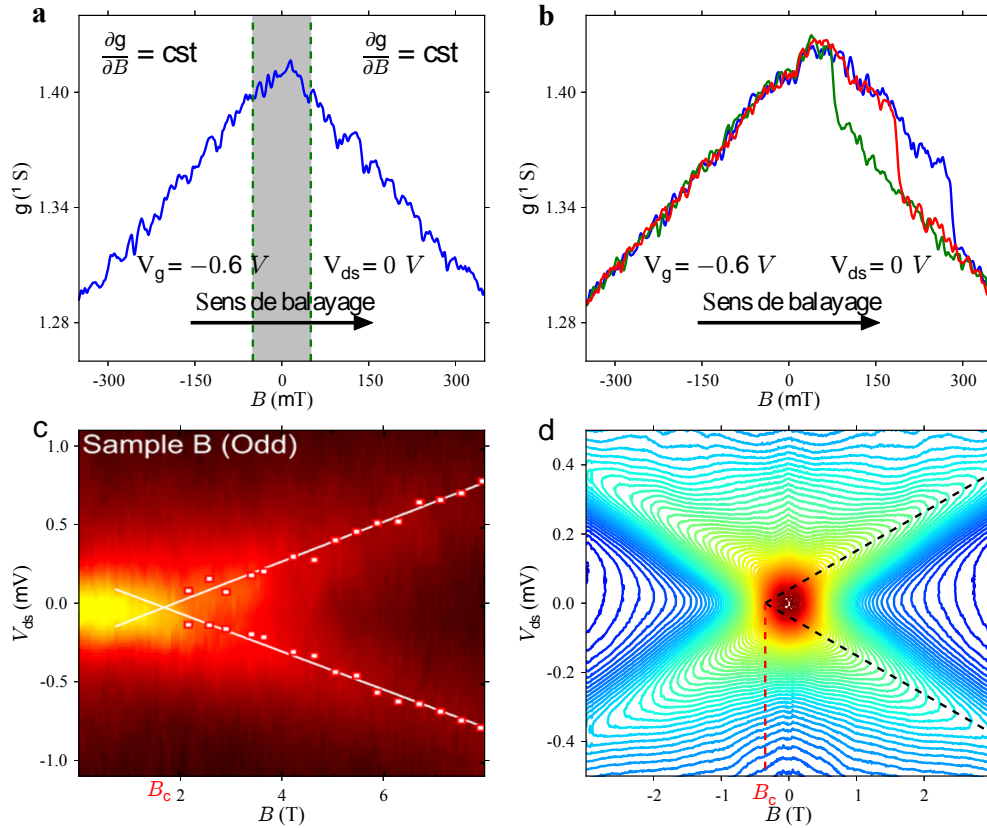 a
∂g/∂B = cst
∂g/∂B = cst
g (¹ S)
1.40
1.34
1.28
V_g = −0.6 V
V_ds = 0 V
Sens de balayage
-300 -150 0 150 300
B (mT)
b
g (¹ S)
1.40
1.34
1.28
V_g = −0.6 V
V_ds = 0 V
Sens de balayage
-300 -150 0 150 300
B (mT)
c
Sample B (Odd)
V_ds (mV)
1.0
0.5
0.0
-0.5
-1.0
B_c
2 4 6
B (T)
d
V_ds (mV)
0.4
0.2
0.0
-0.2
-0.4
-2 -1 0 1 2
B_c
B (T)